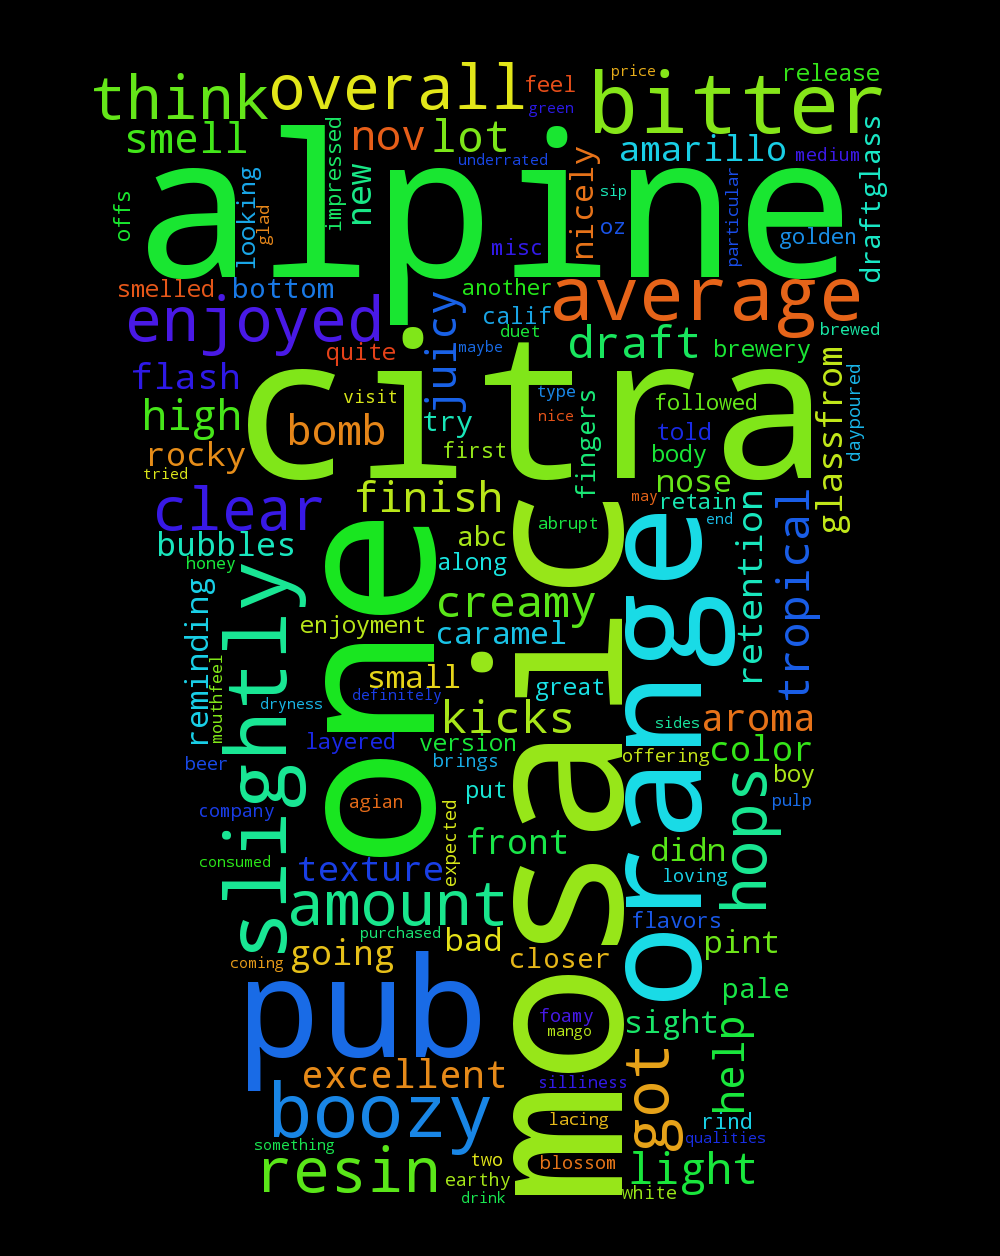 price
think
overall
feel
green
bitter
release
smell
nov
lot
underrated
amarillo
medium
draftglass
alpine
impressed
new
nicely
sip
oz
particular
golden
offs
looking
glad
misc
smelled
bottom
another
average
enjoyed
juicy
calif
duet
draft
brewery
brewed
quite
maybe
flash
visit
citra
type
nice
followed
daypoured
high
bomb
try
first
fingers
told
body
glassfrom
rocky
tried
nose
clear
finish
may
retain
end
abrupt
bubbles
abc
along
honey
one
mosaic
orange
retention
tropical
reminding
slightly
enjoyment
creamy
caramel
mouthfeel
dryness
small
definitely
great
kicks
sides
aroma
layered
version
offering
color
beer
brings
boy
company
agian
put
pulp
expected
front
didn
hops
consumed
texture
loving
amount
flavors
purchased
bad
pint
coming
going
closer
pub
pale
foamy
mango
sight
help
excellent
got
silliness
boozy
lacing
rind
something
qualities
two
blossom
resin
earthy
light
drink
white